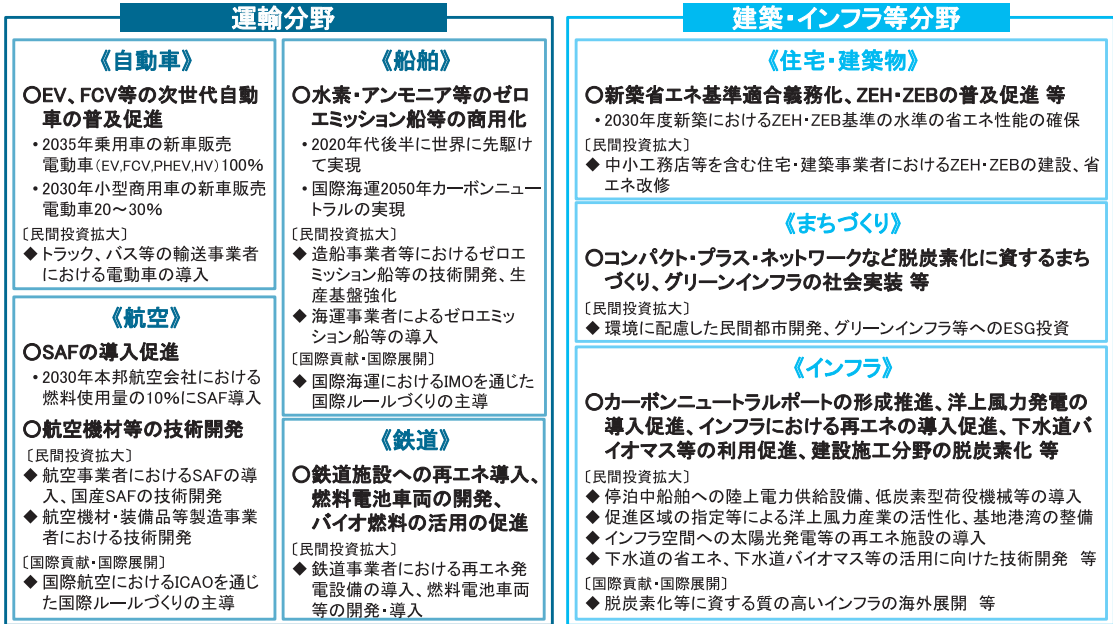 運輸分野
《自動車》
○EV、FCV等の次世代自動
車の普及促進
・2035年乗用車の新車販売
電動車(EV,FCV,PHEV,HV)100%
・2030年小型商用車の新車販売
電動車20～30%
〔民間投資拡大〕
◆ トラック、バス等の輸送事業者
における電動車の導入
《航空》
○SAFの導入促進
・2030年本邦航空会社における
燃料使用量の10%にSAF導入
○航空機材等の技術開発
〔民間投資拡大〕
◆ 航空事業者におけるSAFの導
入、国産SAFの技術開発
◆ 航空機材・装備品等製造事業
者における技術開発
〔国際貢献・国際展開〕
◆ 国際航空におけるICAOを通じ
た国際ルールづくりの主導
《船舶》
○水素・アンモニア等のゼロ
エミッション船等の商用化
・2020年代後半に世界に先駆け
て実現
・国際海運2050年カーボンニュー
トラルの実現
〔民間投資拡大〕
◆ 造船事業者等におけるゼロエ
ミッション船等の技術開発、生
産基盤強化
◆ 海運事業者によるゼロエミッ
ション船等の導入
〔国際貢献・国際展開〕
◆ 国際海運におけるIMOを通じた
国際ルールづくりの主導
《鉄道》
○鉄道施設への再エネ導入、
燃料電池車両の開発、
バイオ燃料の活用の促進
〔民間投資拡大〕
◆ 鉄道事業者における再エネ発
電設備の導入、燃料電池車両
等の開発・導入
建築・インフラ等分野
《住宅・建築物》
○新築省エネ基準適合義務化、ZEH・ZEBの普及促進 等
・2030年度新築におけるZEH・ZEB基準の水準の省エネ性能の確保
〔民間投資拡大〕
◆ 中小工務店等を含む住宅・建築事業者におけるZEH・ZEBの建設、省
エネ改修
《まちづくり》
○コンパクト・プラス・ネットワークなど脱炭素化に資するまち
づくり、グリーンインフラの社会実装 等
〔民間投資拡大〕
◆ 環境に配慮した民間都市開発、グリーンインフラ等へのESG投資
《インフラ》
○カーボンニュートラルポートの形成推進、洋上風力発電の
導入促進、インフラにおける再エネの導入促進、下水道バ
イオマス等の利用促進、建設施工分野の脱炭素化 等
〔民間投資拡大〕
◆ 停泊中船舶への陸上電力供給設備、低炭素型荷役機械等の導入
◆ 促進区域の指定等による洋上風力産業の活性化、基地港湾の整備
◆ インフラ空間への太陽光発電等の再エネ施設の導入
◆ 下水道の省エネ、下水道バイオマス等の活用に向けた技術開発 等
〔国際貢献・国際展開〕
◆ 脱炭素化等に資する質の高いインフラの海外展開 等